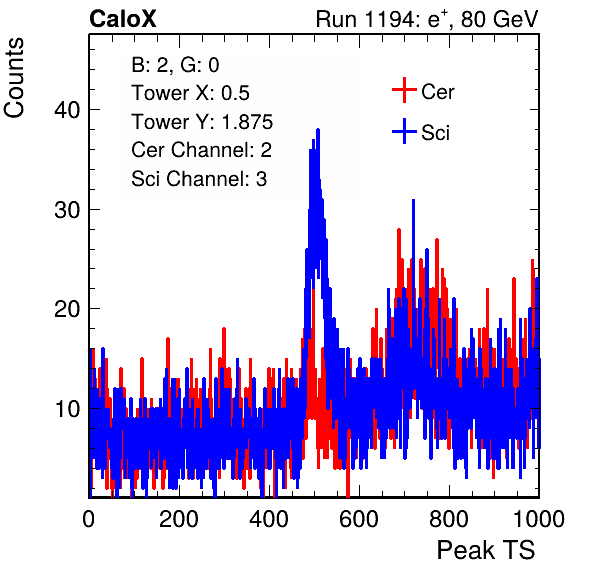 CaloX Run 1194: e⁺, 80 GeV
Counts
B: 2, G: 0
Tower X: 0.5
Tower Y: 1.875
Cer Channel: 2
Sci Channel: 3
Cer
Sci
40
30
20
10
0 200 400 600 800 1000
Peak TS